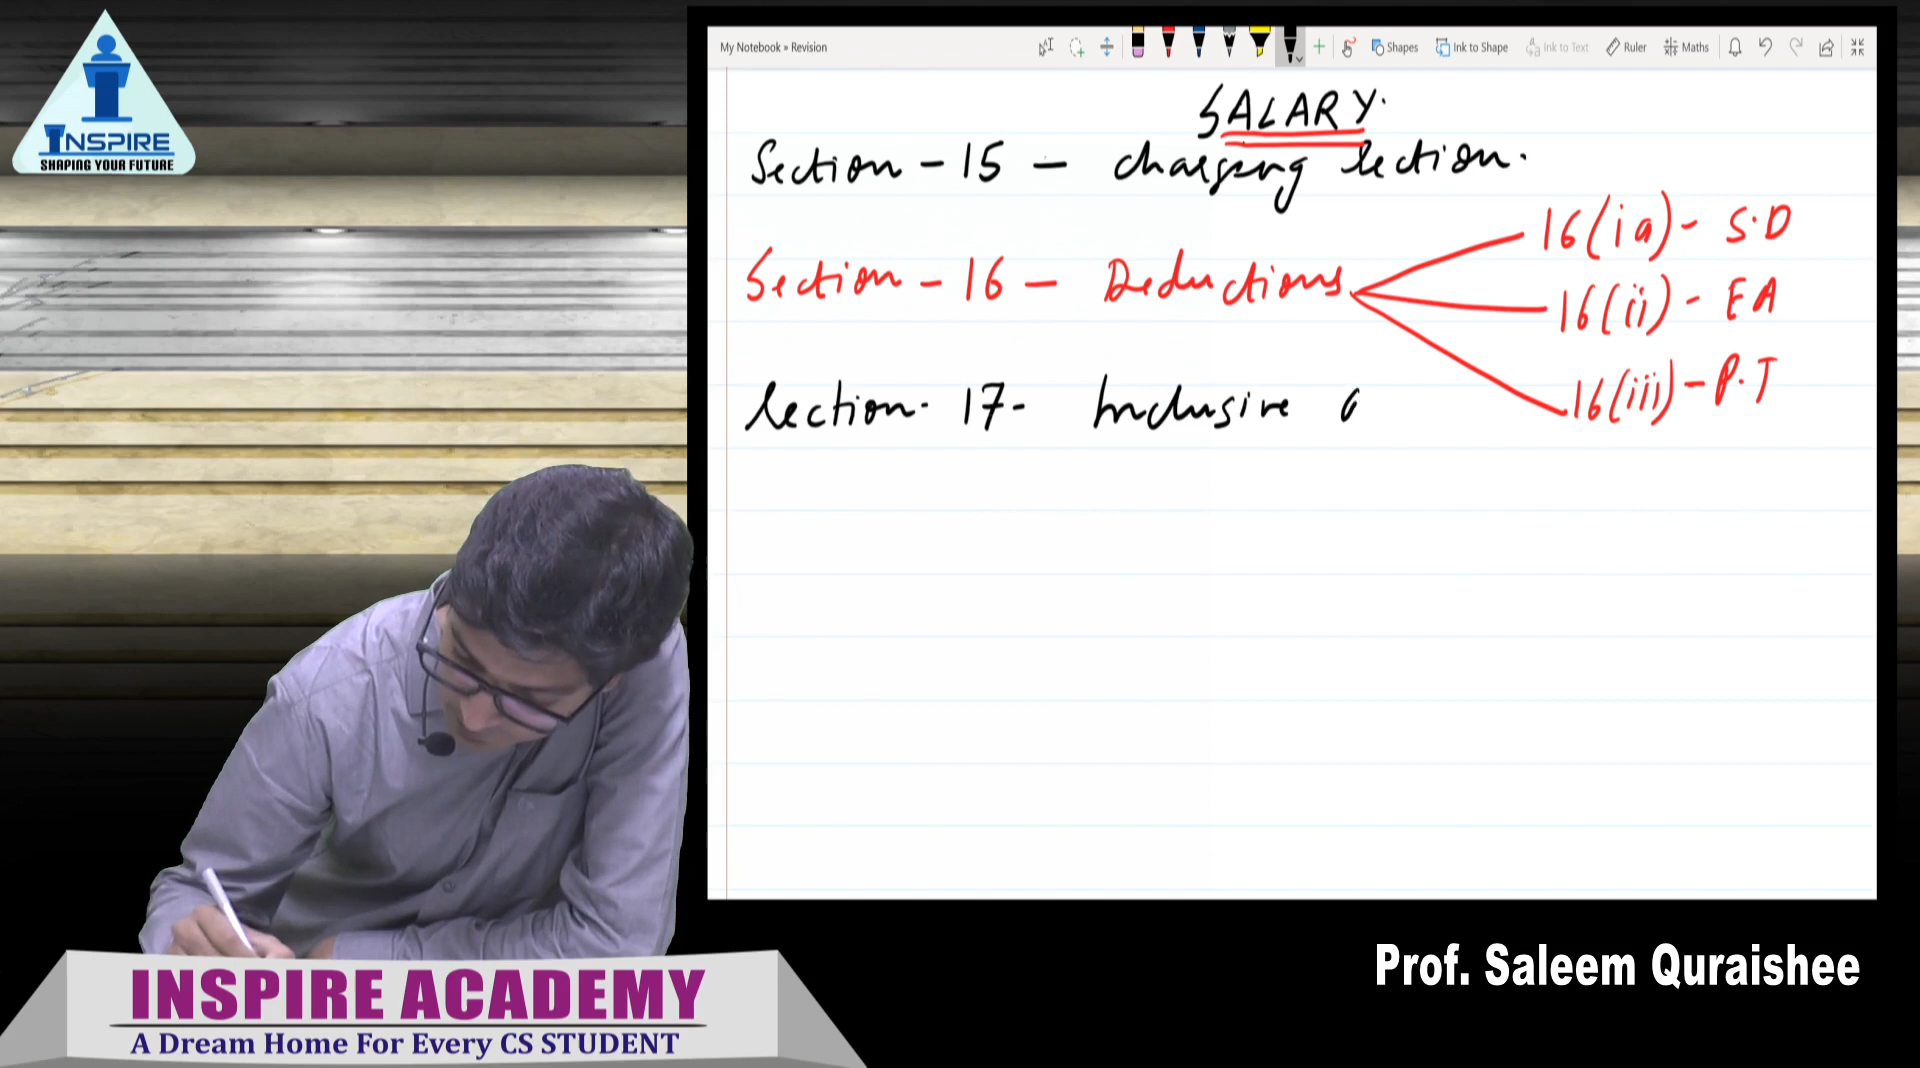 INSPIRE
SHAPING YOUR FUTURE
My Notebook » Revision
Shapes
Ink to Shape
Ink to Text
Ruler
Maths
SALARY.
Section - 15 - charging section.
Section - 16 - Deductions
16(ia) - S.D
16(ii) - EA
16(iii) - P.T
Section - 17 - Inclusive
Prof. Saleem Quraishee
INSPIRE ACADEMY
A Dream Home For Every CS STUDENT